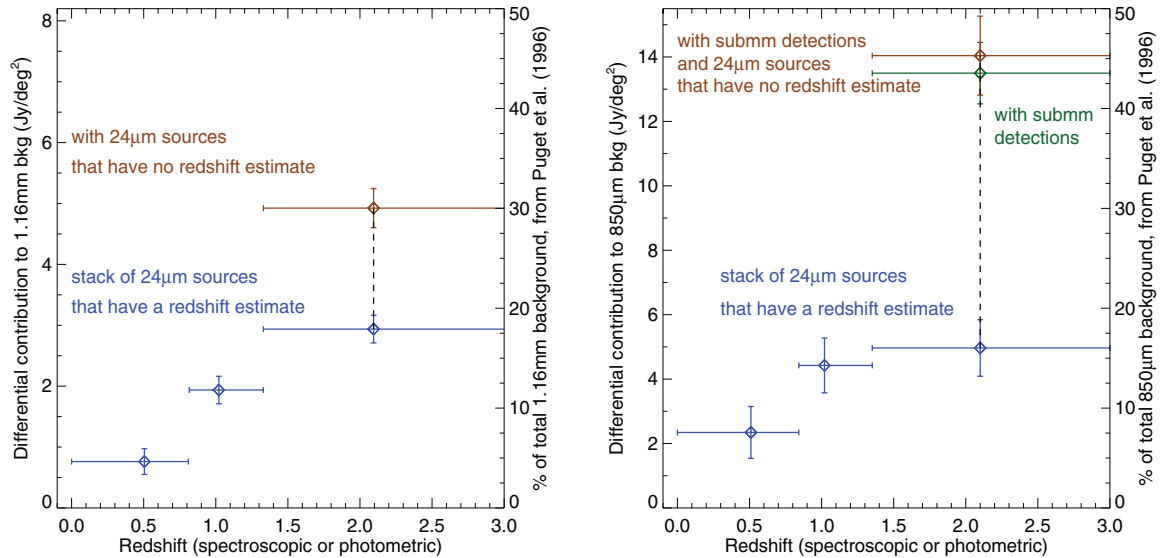 Differential contribution to 1.16mm bkg (Jy/deg²)
8
6
4
2
0
with 24μm sources
that have no redshift estimate
stack of 24μm sources
that have a redshift estimate
50
40
30
20
10
0
% of total 1.16mm background, from Puget et al. (1996)
0.0 0.5 1.0 1.5 2.0 2.5 3.0
Redshift (spectroscopic or photometric)
Differential contribution to 850μm bkg (Jy/deg²)
14
12
10
8
6
4
2
0
with submm detections
and 24μm sources
that have no redshift estimate
with submm
detections
stack of 24μm sources
that have a redshift estimate
50
40
30
20
10
0
% of total 850μm background, from Puget et al. (1996)
0.0 0.5 1.0 1.5 2.0 2.5 3.0
Redshift (spectroscopic or photometric)